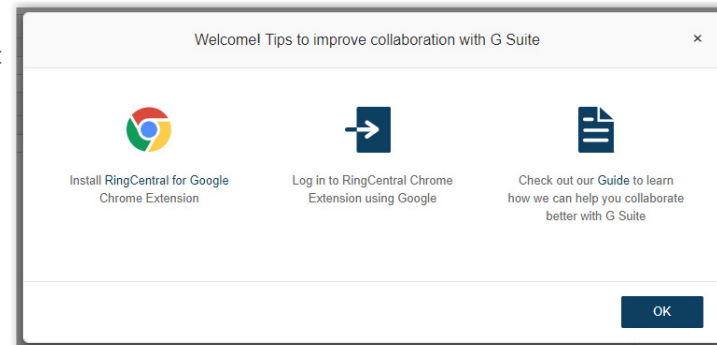 Welcome! Tips to improve collaboration with G Suite
×
Install RingCentral for Google
Chrome Extension
Log in to RingCentral Chrome
Extension using Google
Check out our Guide to learn
how we can help you collaborate
better with G Suite
OK